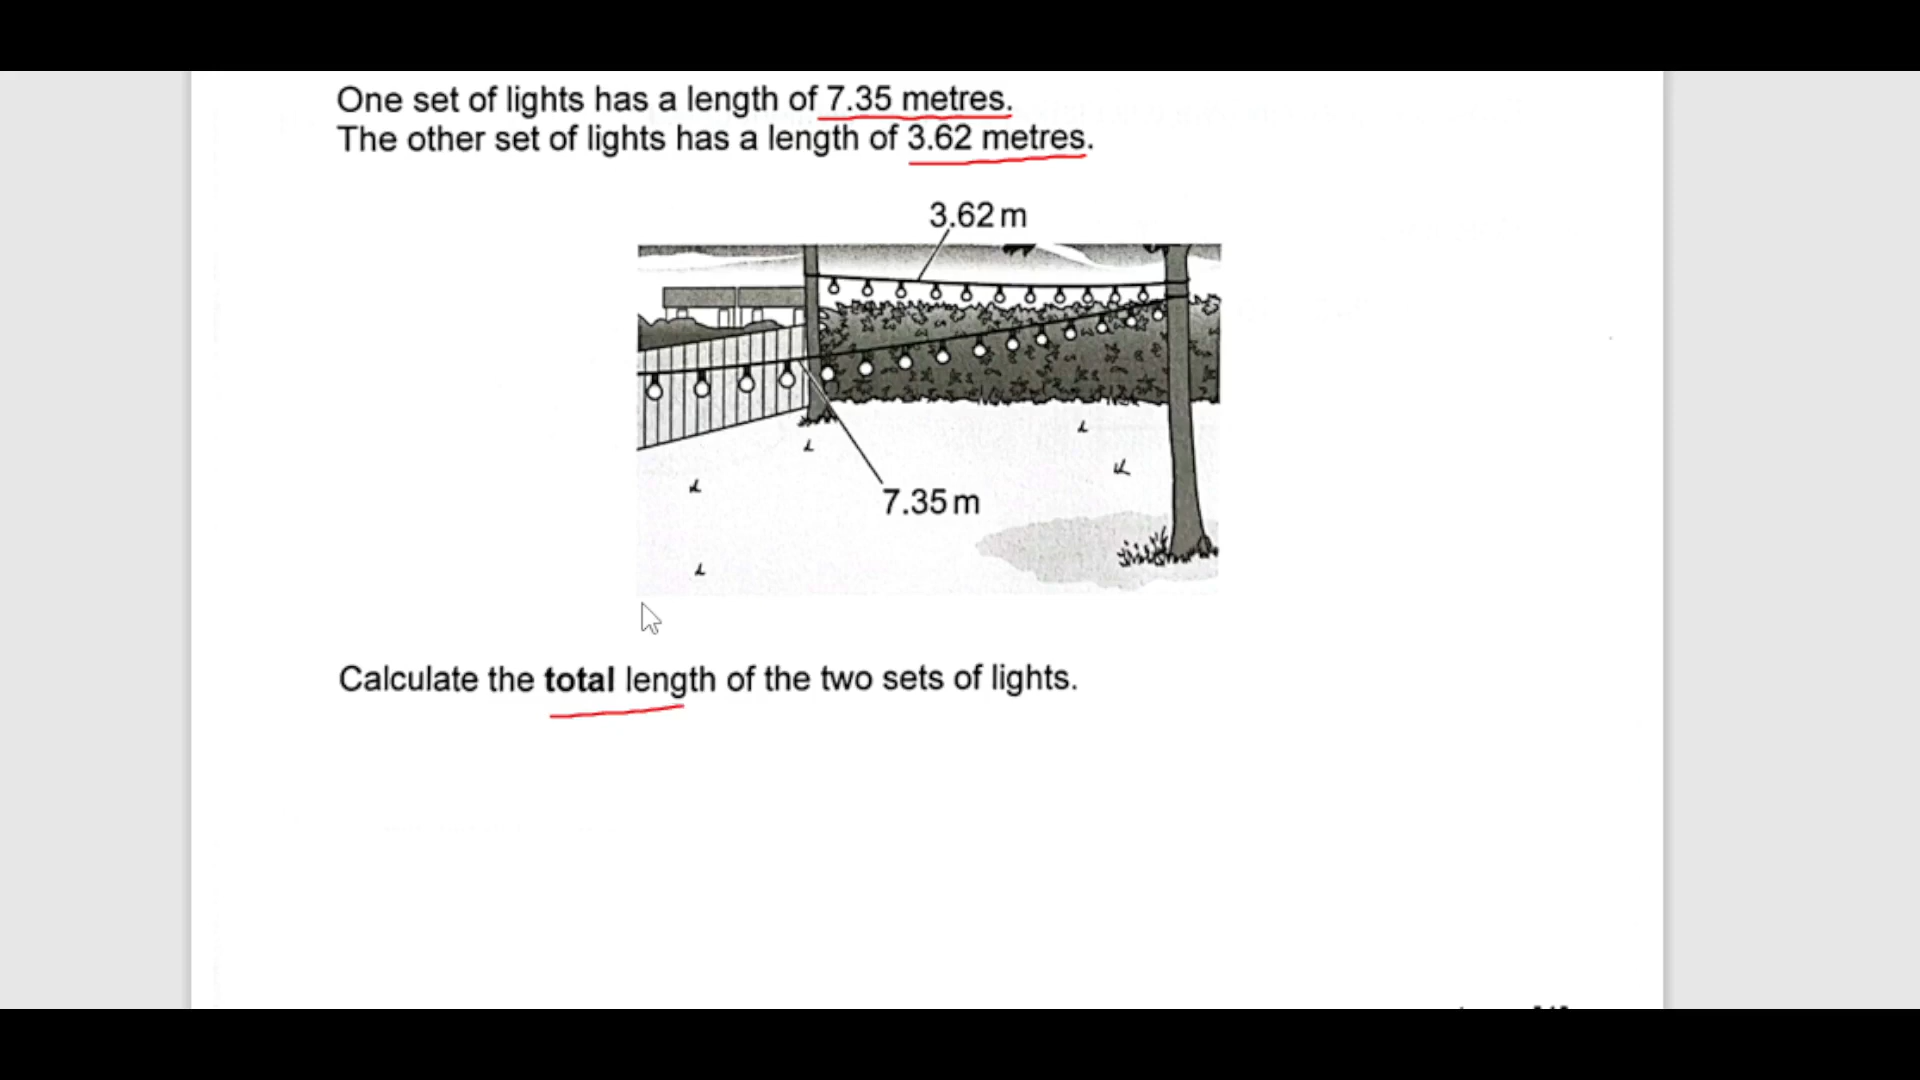 One set of lights has a length of 7.35 metres.
The other set of lights has a length of 3.62 metres.
3.62 m
7.35 m
Calculate the total length of the two sets of lights.